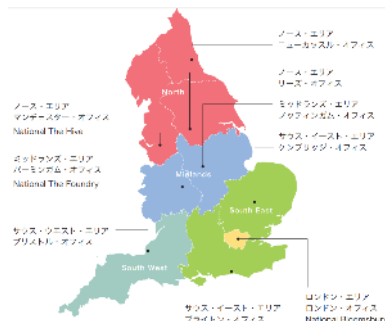 ノース・エリア
ニューカッスル・オフィス
ノース・エリア
リーズ・オフィス
ミッドランズ・エリア
ノッティンガム・オフィス
サウス・イースト・エリア
ケンブリッジ・オフィス
ノース・エリア
マンチェスター・オフィス
National The Hive
ミッドランズ・エリア
バーミンガム・オフィス
National The Foundry
サウス・ウエスト・エリア
ブリストル・オフィス
North
Midlands
South East
South West
サウス・イースト・エリア
ブライトン・オフィス
ロンドン・エリア
ロンドン・オフィス
National Bloomsbury